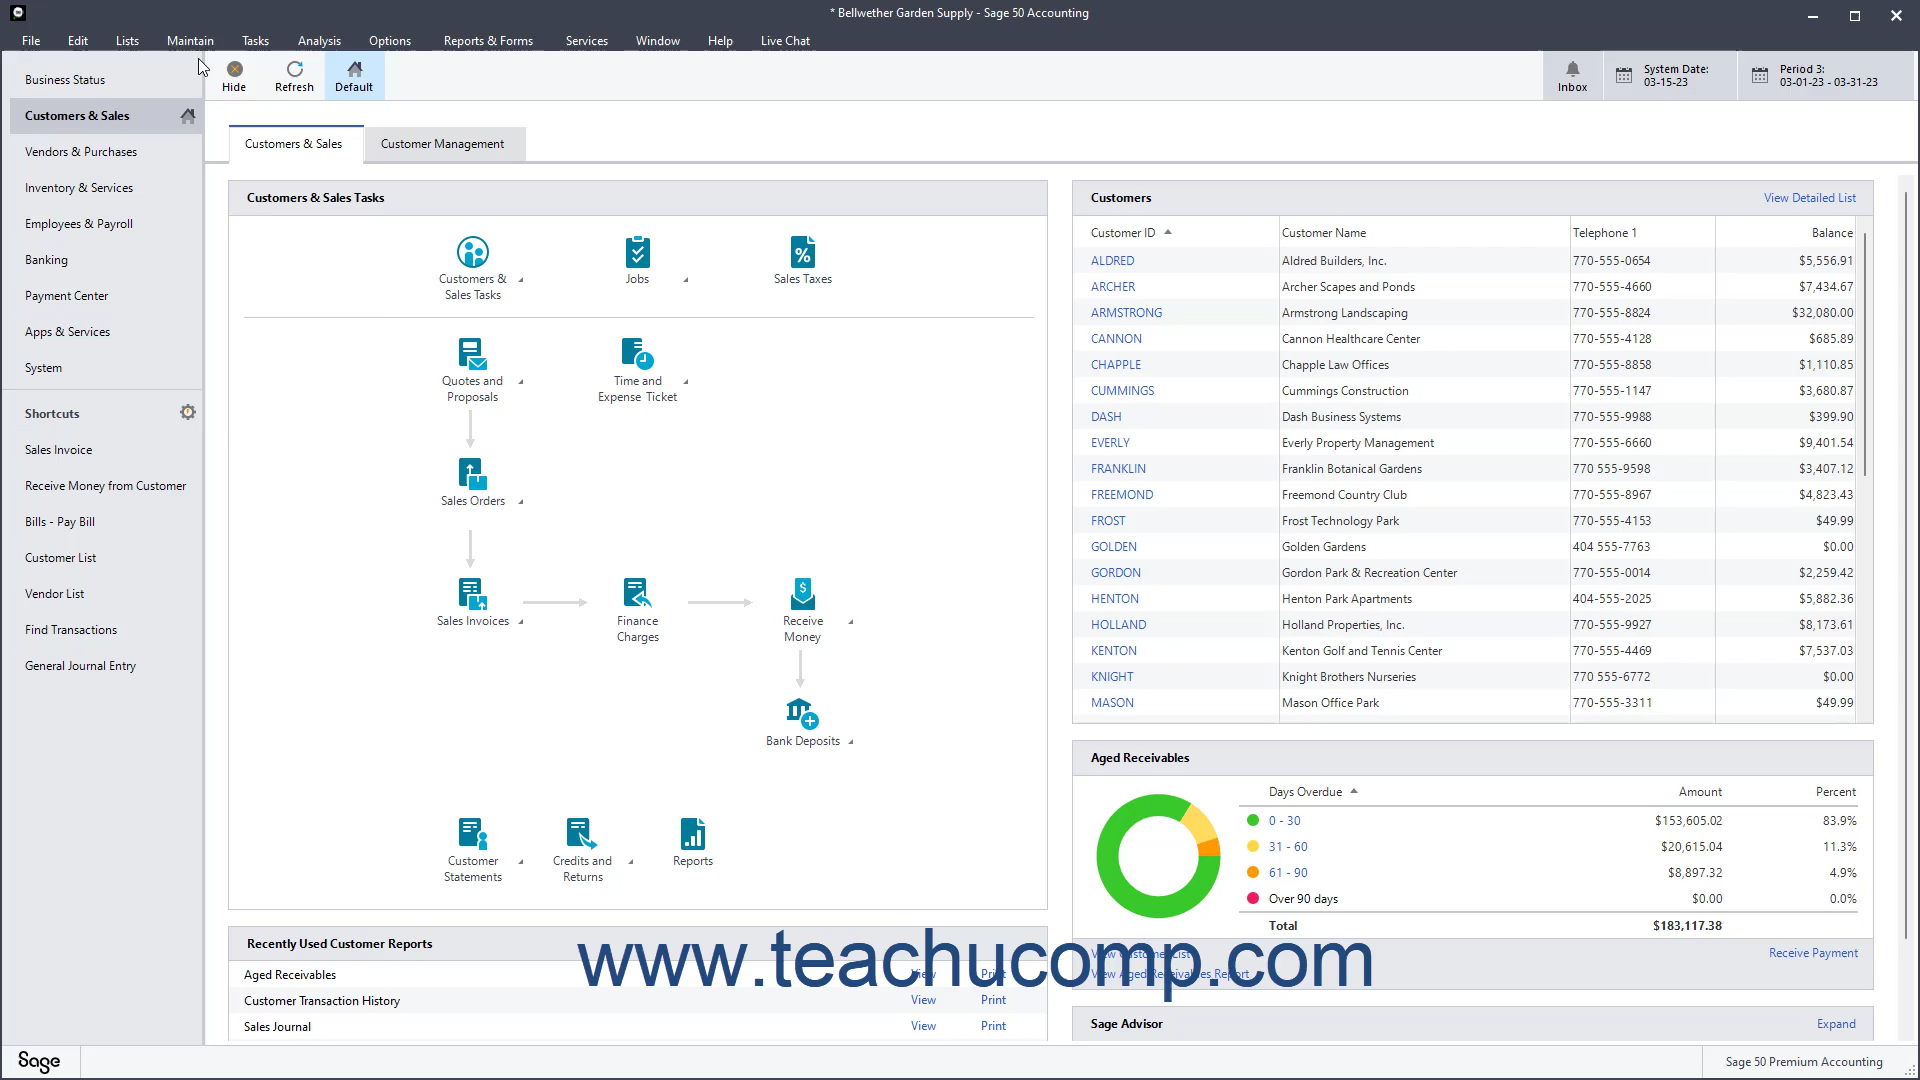 * Bellwether Garden Supply - Sage 50 Accounting
File Edit Lists Maintain Tasks Analysis Options Reports & Forms Services Window Help Live Chat
Business Status
Customers & Sales
Vendors & Purchases
Inventory & Services
Employees & Payroll
Banking
Payment Center
Apps & Services
System
Shortcuts
Sales Invoice
Receive Money from Customer
Bills - Pay Bill
Customer List
Vendor List
Find Transactions
General Journal Entry
Hide Refresh Default
Inbox
System Date:
03-15-23
Period 3:
03-01-23 - 03-31-23
Customers & Sales Customer Management
Customers & Sales Tasks
Customers &
Sales Tasks
Jobs
Sales Taxes
%
Quotes and
Proposals
Time and
Expense Ticket
Sales Orders
Sales Invoices
Finance
Charges
$
Receive
Money
Bank Deposits
Customer
Statements
Credits and
Returns
Reports
Recently Used Customer Reports
Aged Receivables View Print
Customer Transaction History View Print
Sales Journal View Print
Customers View Detailed List
Customer ID Customer Name Telephone 1 Balance
ALDRED Aldred Builders, Inc. 770-555-0654 $5,556.91
ARCHER Archer Scapes and Ponds 770-555-4660 $7,434.67
ARMSTRONG Armstrong Landscaping 770-555-8824 $32,080.00
CANNON Cannon Healthcare Center 770-555-4128 $685.89
CHAPPLE Chapple Law Offices 770-555-8858 $1,110.85
CUMMINGS Cummings Construction 770-555-1147 $3,680.87
DASH Dash Business Systems 770-555-9988 $399.90
EVERLY Everly Property Management 770-555-6660 $9,401.54
FRANKLIN Franklin Botanical Gardens 770 555-9598 $3,407.12
FREEMOND Freemond Country Club 770-555-8967 $4,823.43
FROST Frost Technology Park 770-555-4153 $49.99
GOLDEN Golden Gardens 404 555-7763 $0.00
GORDON Gordon Park & Recreation Center 770-555-0014 $2,259.42
HENTON Henton Park Apartments 404-555-2025 $5,882.36
HOLLAND Holland Properties, Inc. 770-555-9927 $8,173.61
KENTON Kenton Golf and Tennis Center 770-555-4469 $7,537.03
KNIGHT Knight Brothers Nurseries 770 555-6772 $0.00
MASON Mason Office Park 770-555-3311 $49.99
Aged Receivables
Days Overdue Amount Percent
0 - 30 $153,605.02 83.9%
31 - 60 $20,615.04 11.3%
61 - 90 $8,897.32 4.9%
Over 90 days $0.00 0.0%
Total $183,117.38
View Customer List Receive Payment
View Aged Receivables Report
Sage Advisor Expand
www.teachucomp.com
Sage
Sage 50 Premium Accounting